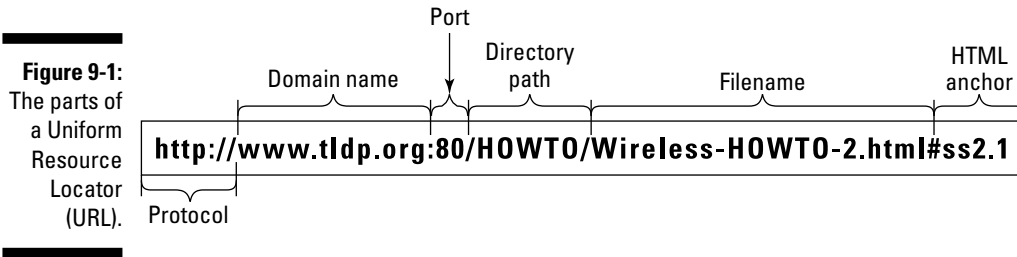 Figure 9-1:
The parts of
a Uniform
Resource
Locator
(URL).
Port
Domain name
Directory
path
Filename
HTML
anchor
http://www.tldp.org:80/HOWTO/Wireless-HOWTO-2.html#ss2.1
Protocol